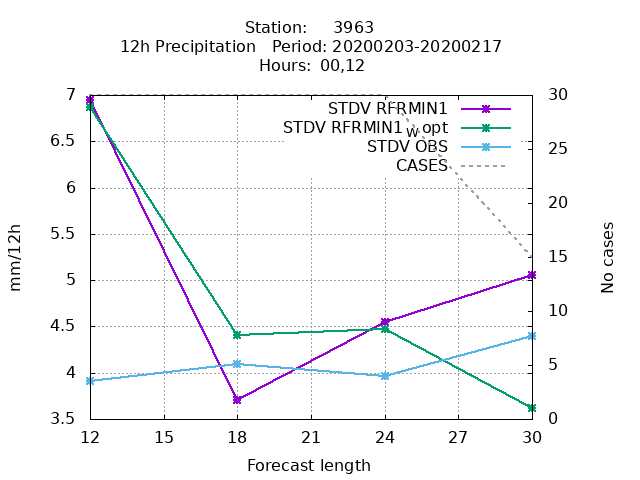 Station: 3963
12h Precipitation Period: 20200203-20200217
Hours: 00,12
7
6.5
6
5.5
5
4.5
4
3.5
mm/12h
30
25
20
15
10
5
0
No cases
STDV RFRMIN1
STDV RFRMIN1_w opt
STDV OBS
CASES
12 15 18 21 24 27 30
Forecast length